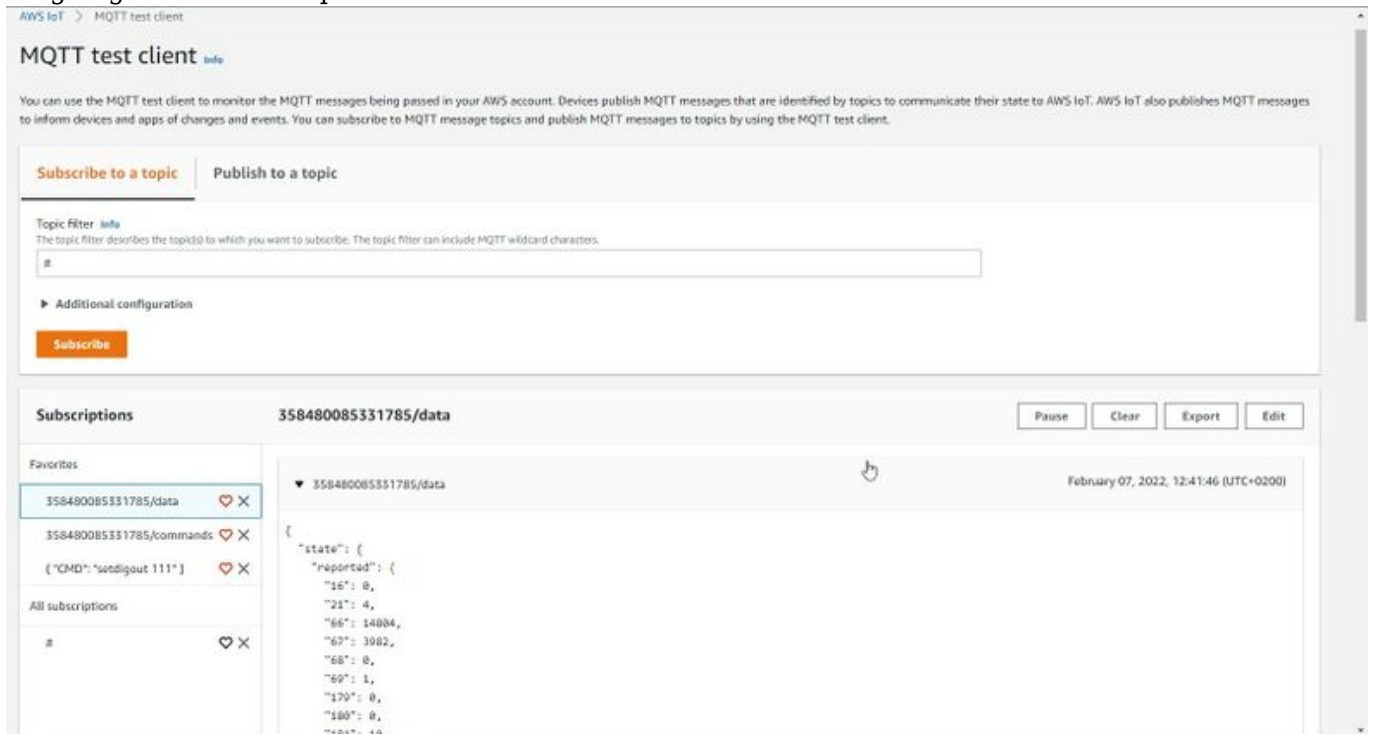 AWS IoT > MQTT test client
MQTT test client Info
You can use the MQTT test client to monitor the MQTT messages being passed in your AWS account. Devices publish MQTT messages that are identified by topics to communicate their state to AWS IoT. AWS IoT also publishes MQTT messages
to inform devices and apps of changes and events. You can subscribe to MQTT message topics and publish MQTT messages to topics by using the MQTT test client.
Subscribe to a topic Publish to a topic
Topic filter Info
The topic filter describes the topic(s) to which you want to subscribe. The topic filter can include MQTT wildcard characters.
#
Additional configuration
Subscribe
Subscriptions
358480085331785/data
Pause Clear Export Edit
Favorites
358480085331785/data
358480085331785/commands
{ "CMD": "setdigout 111" }
All subscriptions
#
358480085331785/data
February 07, 2022, 12:41:46 (UTC+0200)
{
"state": {
"reported": {
"16": 0,
"21": 4,
"66": 14804,
"67": 3982,
"68": 0,
"69": 1,
"179": 0,
"180": 0,